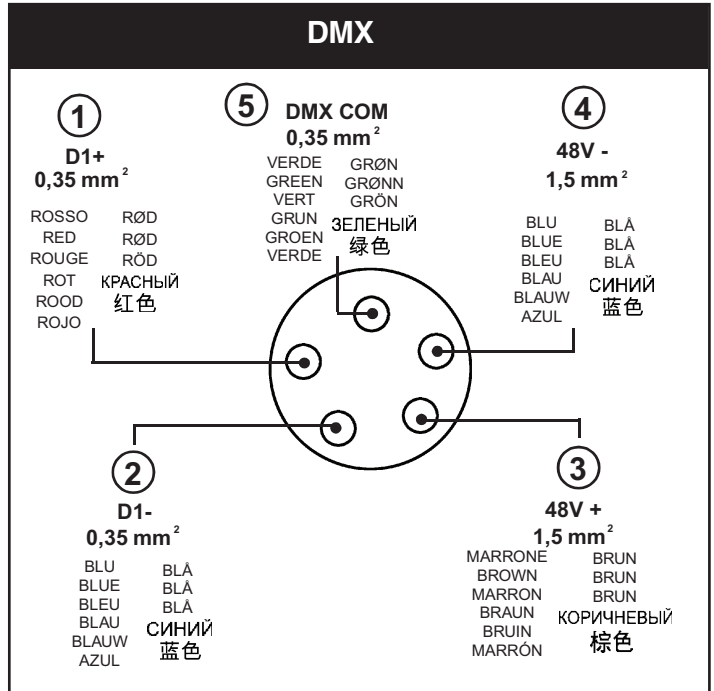 DMX
1
D1+
0,35 mm²
ROSSO
RED
ROUGE
ROT
ROOD
ROJO
RØD
RØD
RÖD
КРАСНЫЙ
红色
5
DMX COM
0,35 mm²
VERDE
GREEN
VERT
GRUN
GROEN
VERDE
GRØN
GRØNN
GRÖN
ЗЕЛЕНЫЙ
绿色
4
48V -
1,5 mm²
BLU
BLUE
BLEU
BLAU
BLAUW
AZUL
BLÅ
BLÅ
BLÅ
СИНИЙ
蓝色
2
D1-
0,35 mm²
BLU
BLUE
BLEU
BLAU
BLAUW
AZUL
BLÅ
BLÅ
BLÅ
СИНИЙ
蓝色
3
48V +
1,5 mm²
MARRONE
BROWN
MARRON
BRAUN
BRUIN
MARRÓN
BRUN
BRUN
BRUN
КОРИЧНЕВЫЙ
棕色